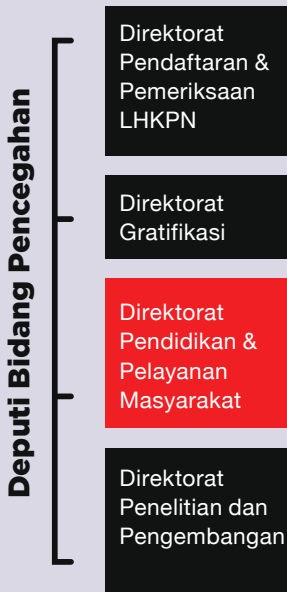 Deputi Bidang Pencegahan
Direktorat
Pendaftaran &
Pemeriksaan
LHKPN
Direktorat
Gratifikasi
Direktorat
Pendidikan &
Pelayanan
Masyarakat
Direktorat
Penelitian dan
Pengembangan